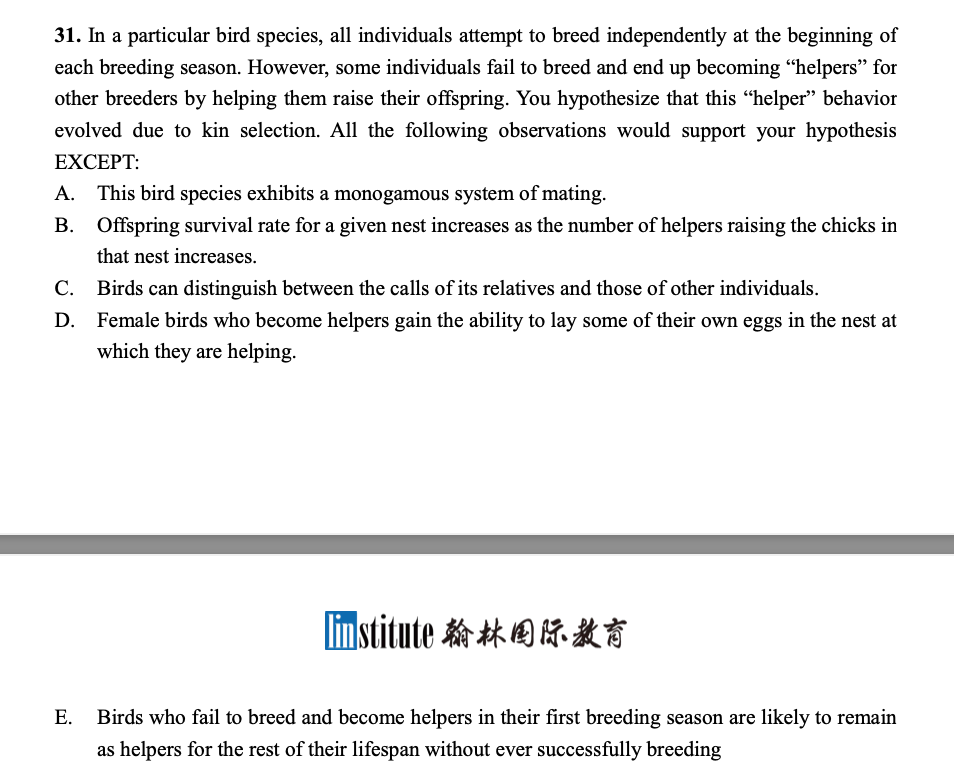 31. In a particular bird species, all individuals attempt to breed independently at the beginning of
each breeding season. However, some individuals fail to breed and end up becoming “helpers” for
other breeders by helping them raise their offspring. You hypothesize that this “helper” behavior
evolved due to kin selection. All the following observations would support your hypothesis
EXCEPT:
A. This bird species exhibits a monogamous system of mating.
B. Offspring survival rate for a given nest increases as the number of helpers raising the chicks in
that nest increases.
C. Birds can distinguish between the calls of its relatives and those of other individuals.
D. Female birds who become helpers gain the ability to lay some of their own eggs in the nest at
which they are helping.
linstitute 翰林国际教育
E. Birds who fail to breed and become helpers in their first breeding season are likely to remain
as helpers for the rest of their lifespan without ever successfully breeding